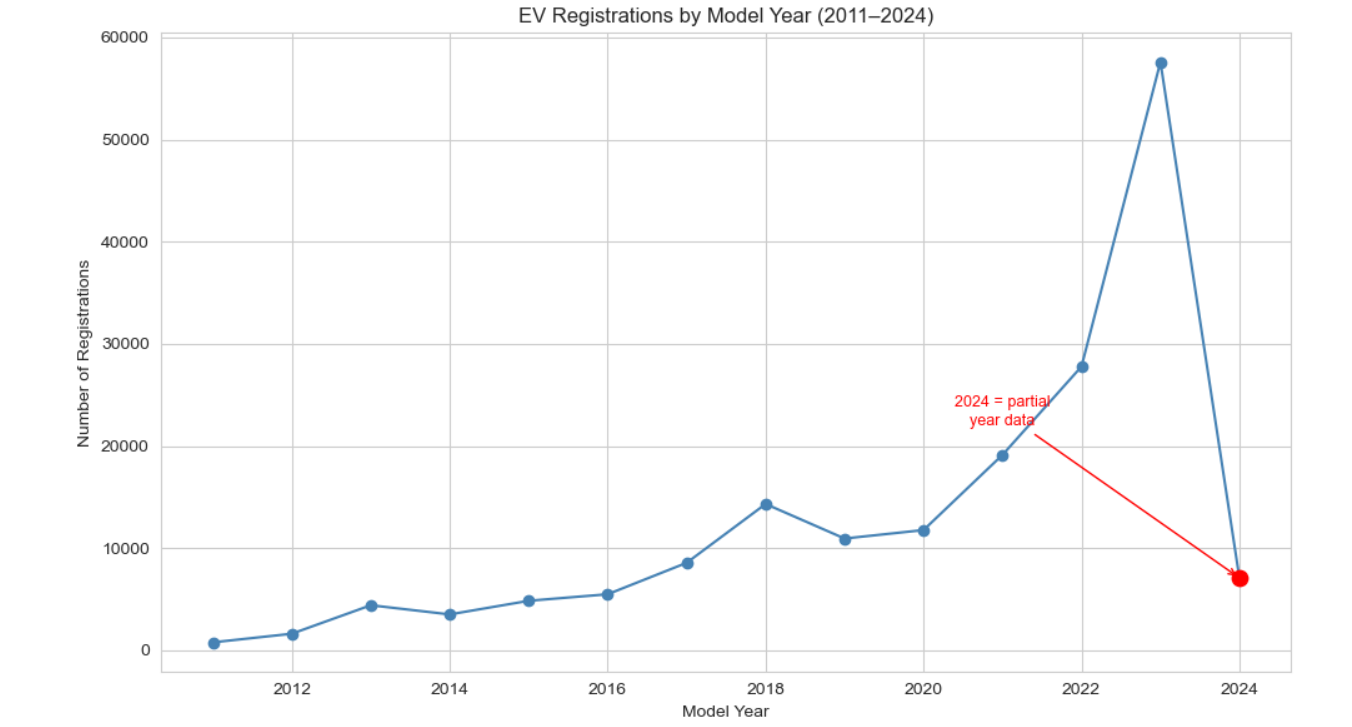 EV Registrations by Model Year (2011–2024)
Number of Registrations
60000
50000
40000
30000
20000
10000
0
2024 = partial
year data
2012
2014
2016
2018
2020
2022
2024
Model Year